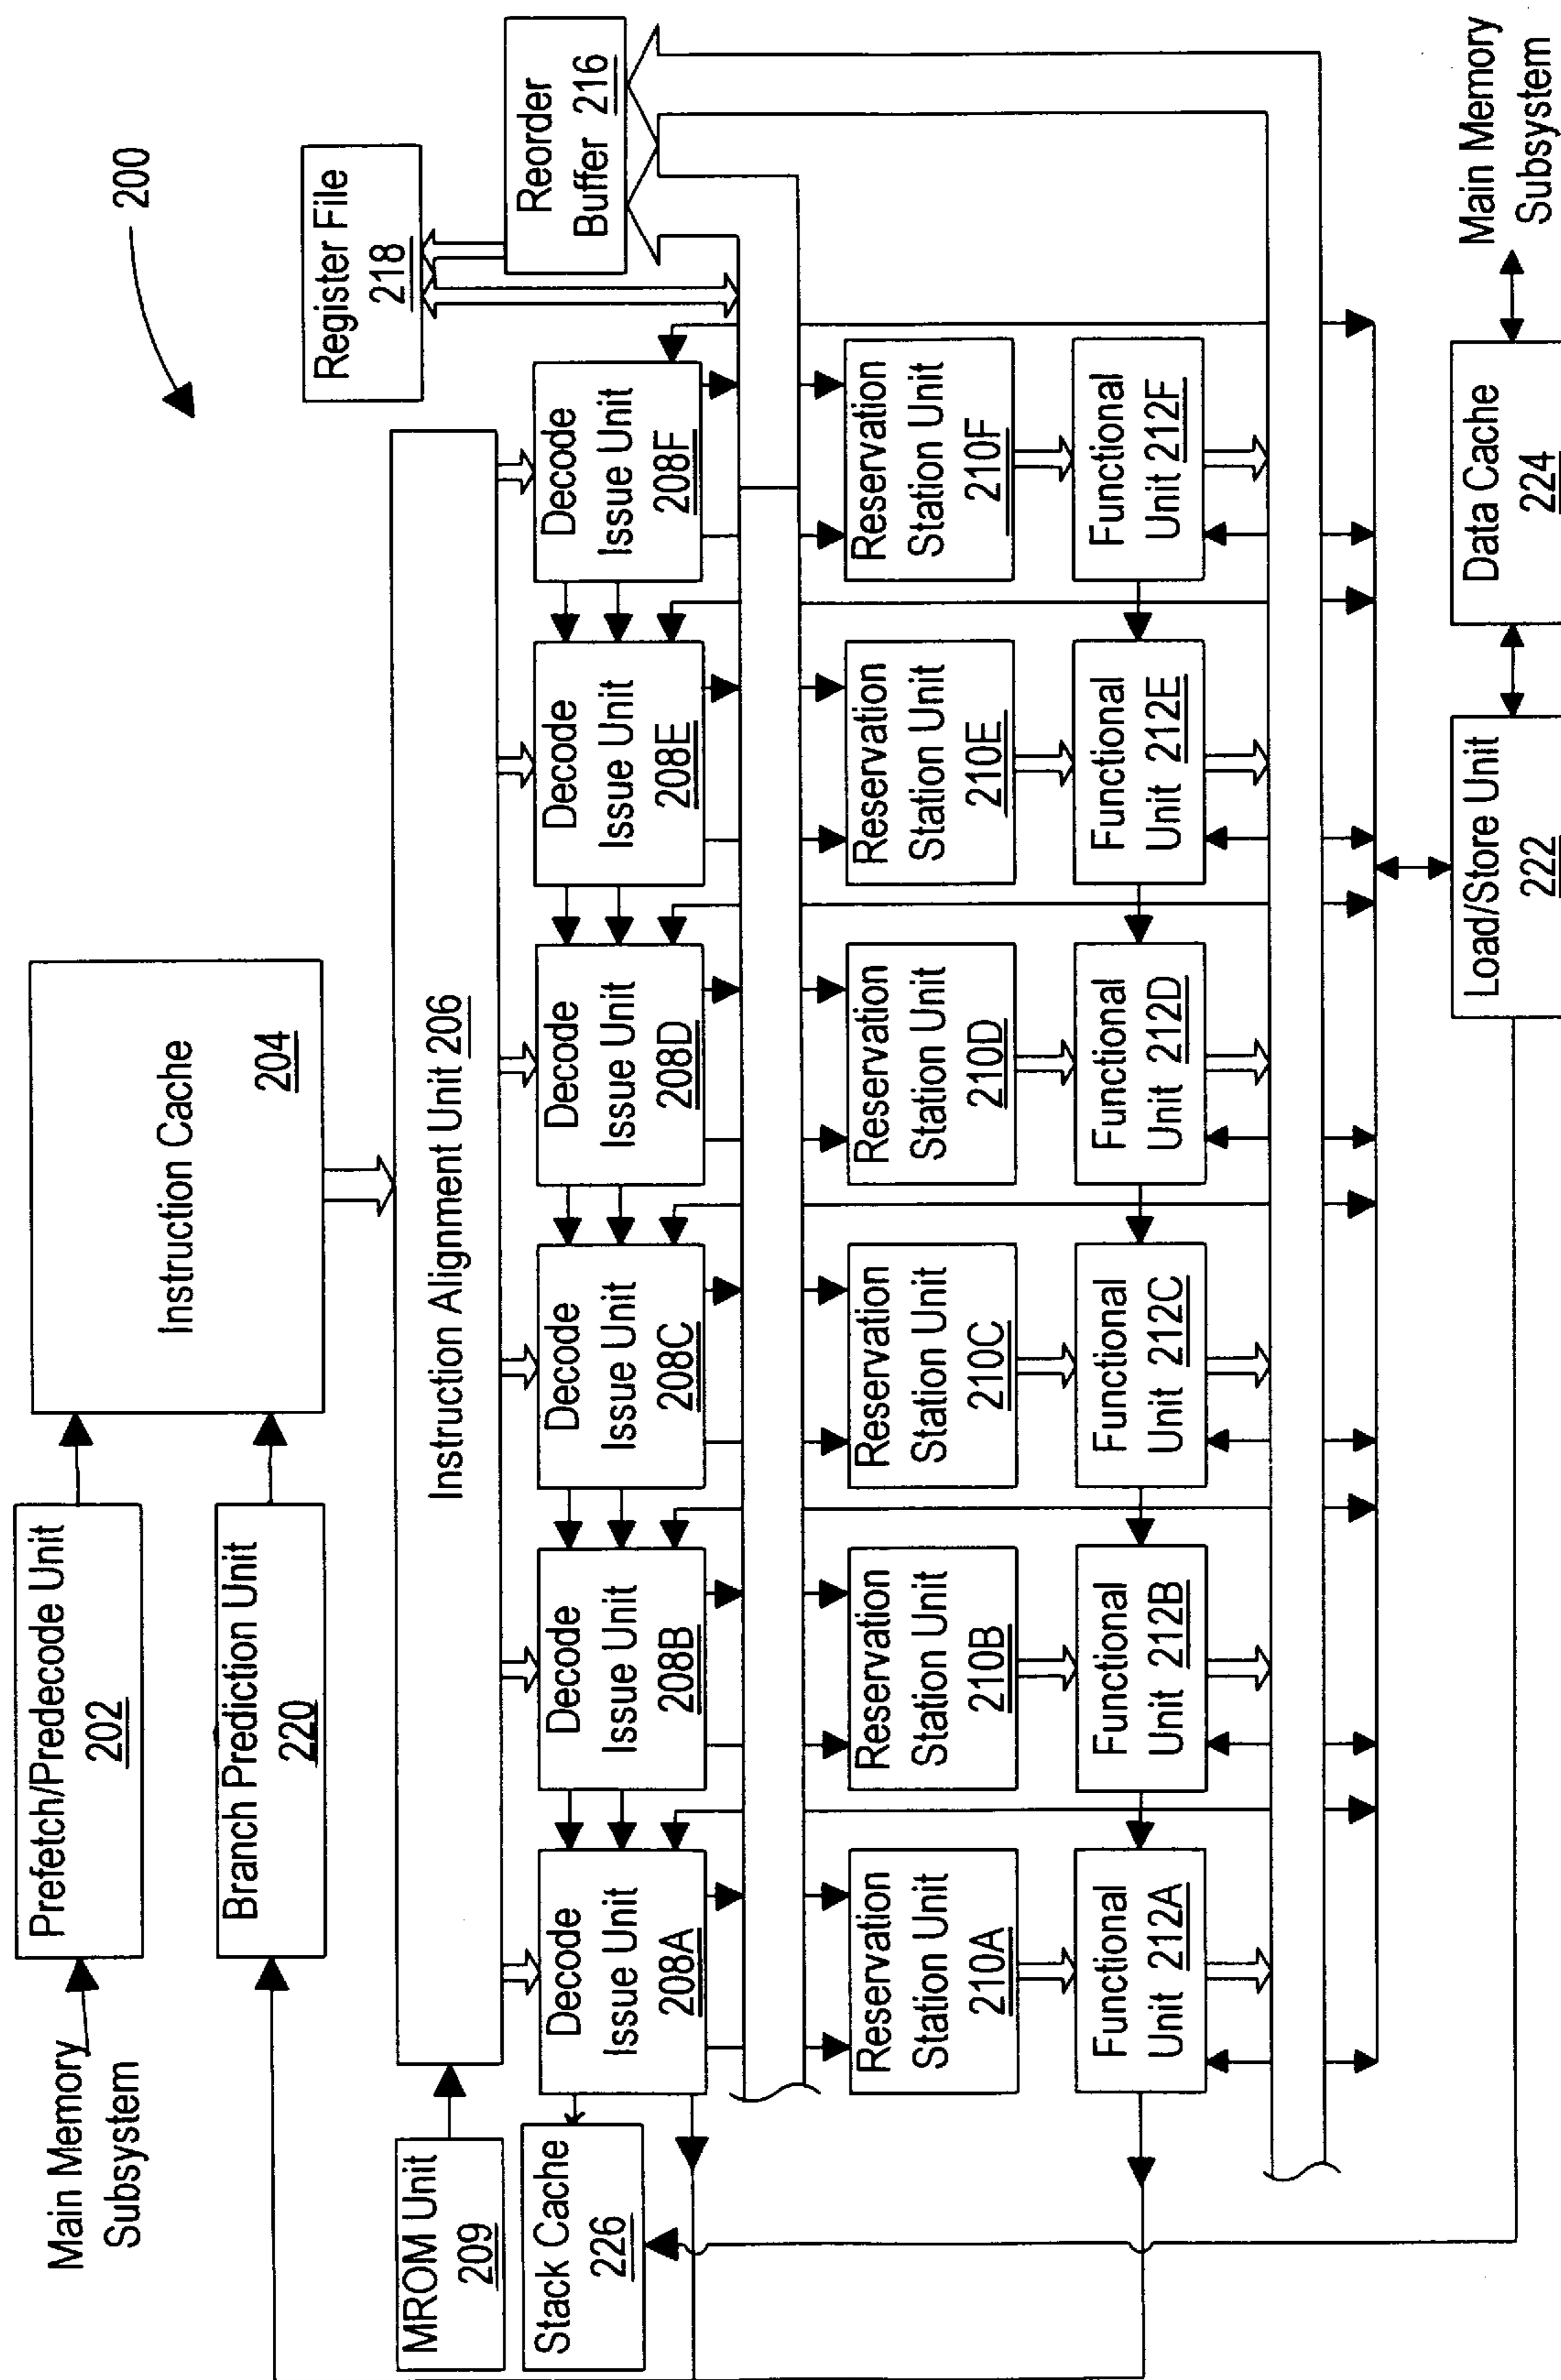 200
Main Memory
Subsystem
Prefetch/Predecode Unit
202
Branch Prediction Unit
220
Instruction Cache
204
Register File
218
Reorder
Buffer 216
MROM Unit
209
Instruction Alignment Unit 206
Stack Cache
226
Decode
Issue Unit
208A
Decode
Issue Unit
208B
Decode
Issue Unit
208C
Decode
Issue Unit
208D
Decode
Issue Unit
208E
Decode
Issue Unit
208F
Reservation
Station Unit
210A
Reservation
Station Unit
210B
Reservation
Station Unit
210C
Reservation
Station Unit
210D
Reservation
Station Unit
210E
Reservation
Station Unit
210F
Functional
Unit 212A
Functional
Unit 212B
Functional
Unit 212C
Functional
Unit 212D
Functional
Unit 212E
Functional
Unit 212F
Load/Store Unit
222
Data Cache
224
Main Memory
Subsystem